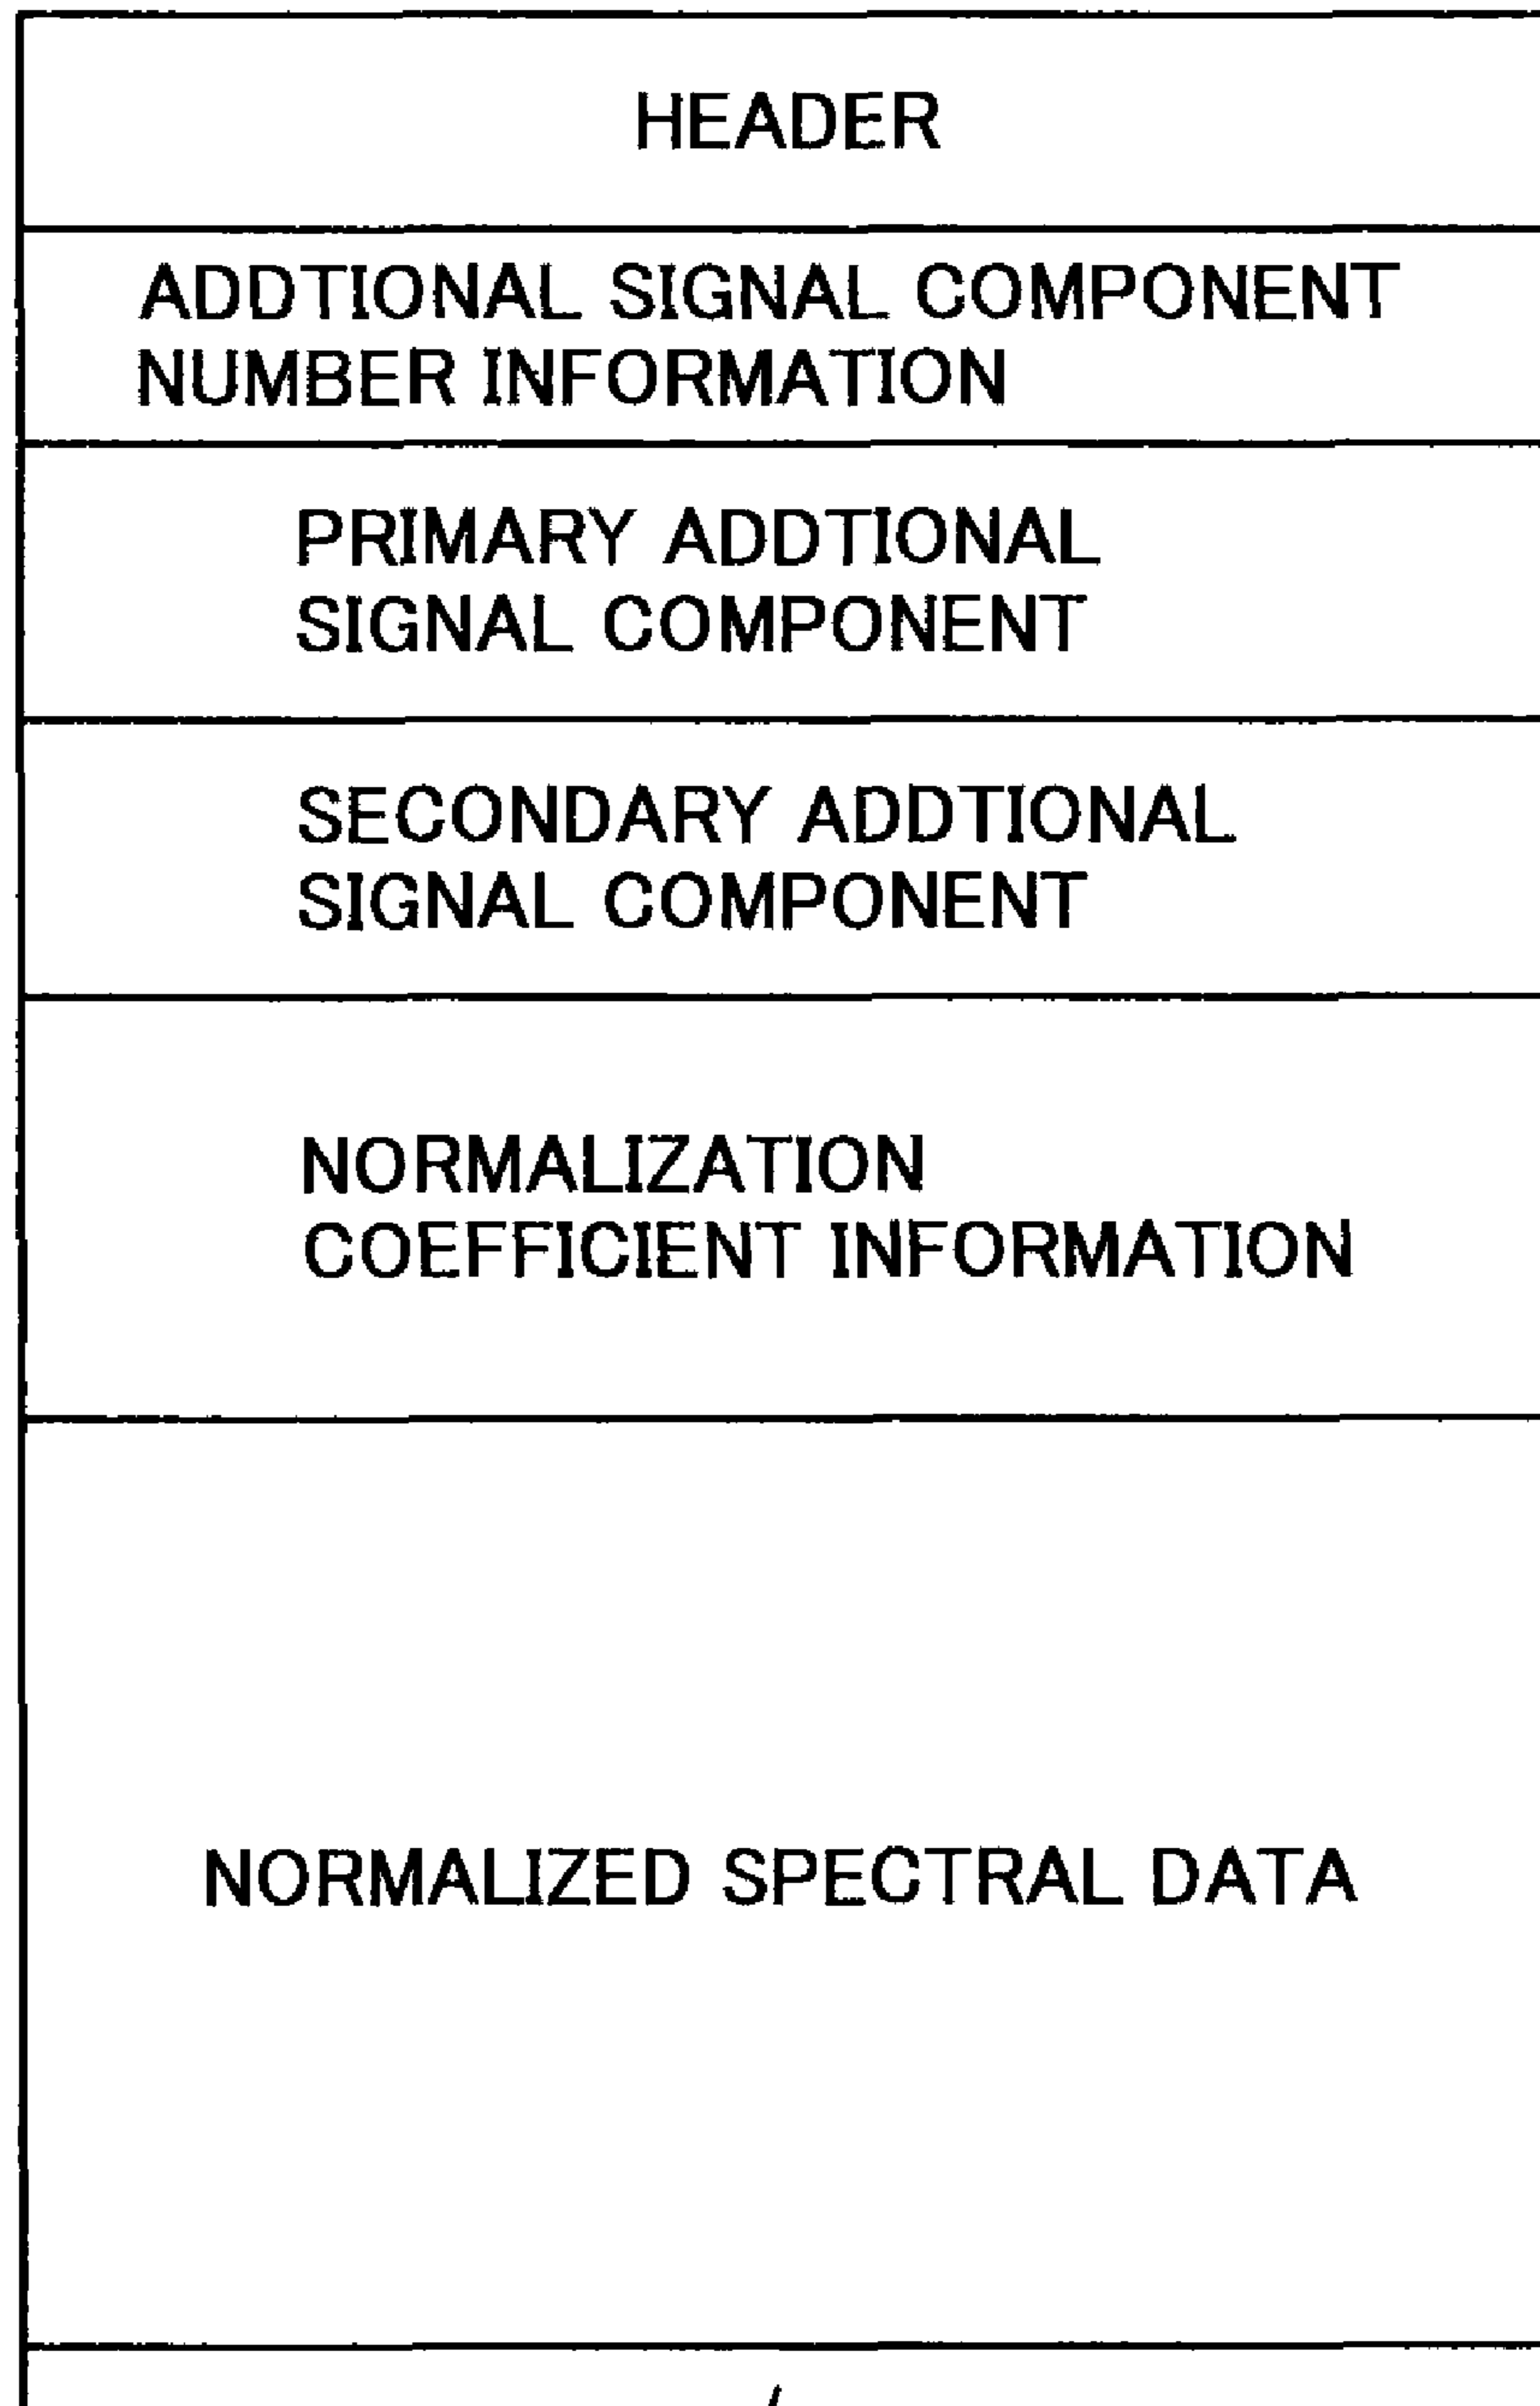 HEADER
ADDTIONAL SIGNAL COMPONENT
NUMBER INFORMATION
PRIMARY ADDTIONAL
SIGNAL COMPONENT
SECONDARY ADDTIONAL
SIGNAL COMPONENT
NORMALIZATION
COEFFICIENT INFORMATION
NORMALIZED SPECTRAL DATA